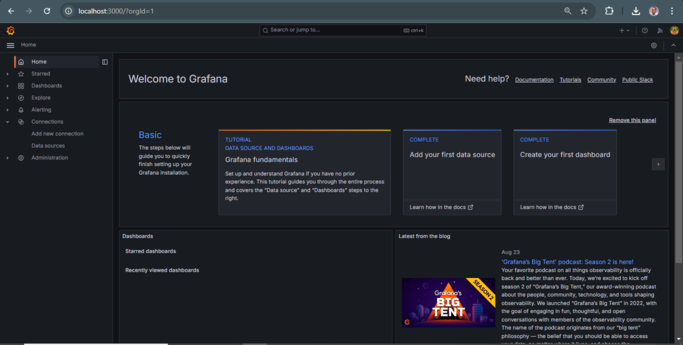 localhost:3000/?orgId=1
Search or jump to...
ctrl+k
Home
Home
Starred
Dashboards
Explore
Alerting
Connections
Add new connection
Data sources
Administration
Welcome to Grafana
Need help? Documentation Tutorials Community Public Slack
Remove this panel
Basic
The steps below will
guide you to quickly
finish setting up your
Grafana installation.
TUTORIAL
DATA SOURCE AND DASHBOARDS
Grafana fundamentals
Set up and understand Grafana if you have no prior
experience. This tutorial guides you through the entire process
and covers the "Data source" and "Dashboards" steps to the
right.
COMPLETE
Add your first data source
Learn how in the docs
COMPLETE
Create your first dashboard
Learn how in the docs
Dashboards
Starred dashboards
Recently viewed dashboards
Latest from the blog
Grafana's
BIG
TENT
SEASON 2
Aug 23
'Grafana's Big Tent' podcast: Season 2 is here!
Your favorite podcast on all things observability is officially
back and better than ever. Today, we're excited to kick off
season 2 of "Grafana's Big Tent," our award-winning podcast
about the people, community, technology, and tools shaping
observability. We launched "Grafana's Big Tent" in 2022, with
the goal of engaging in fun, thoughtful, and open
conversations with members of the observability community.
The name of the podcast originates from our "big tent"
philosophy — the belief that you should be able to access